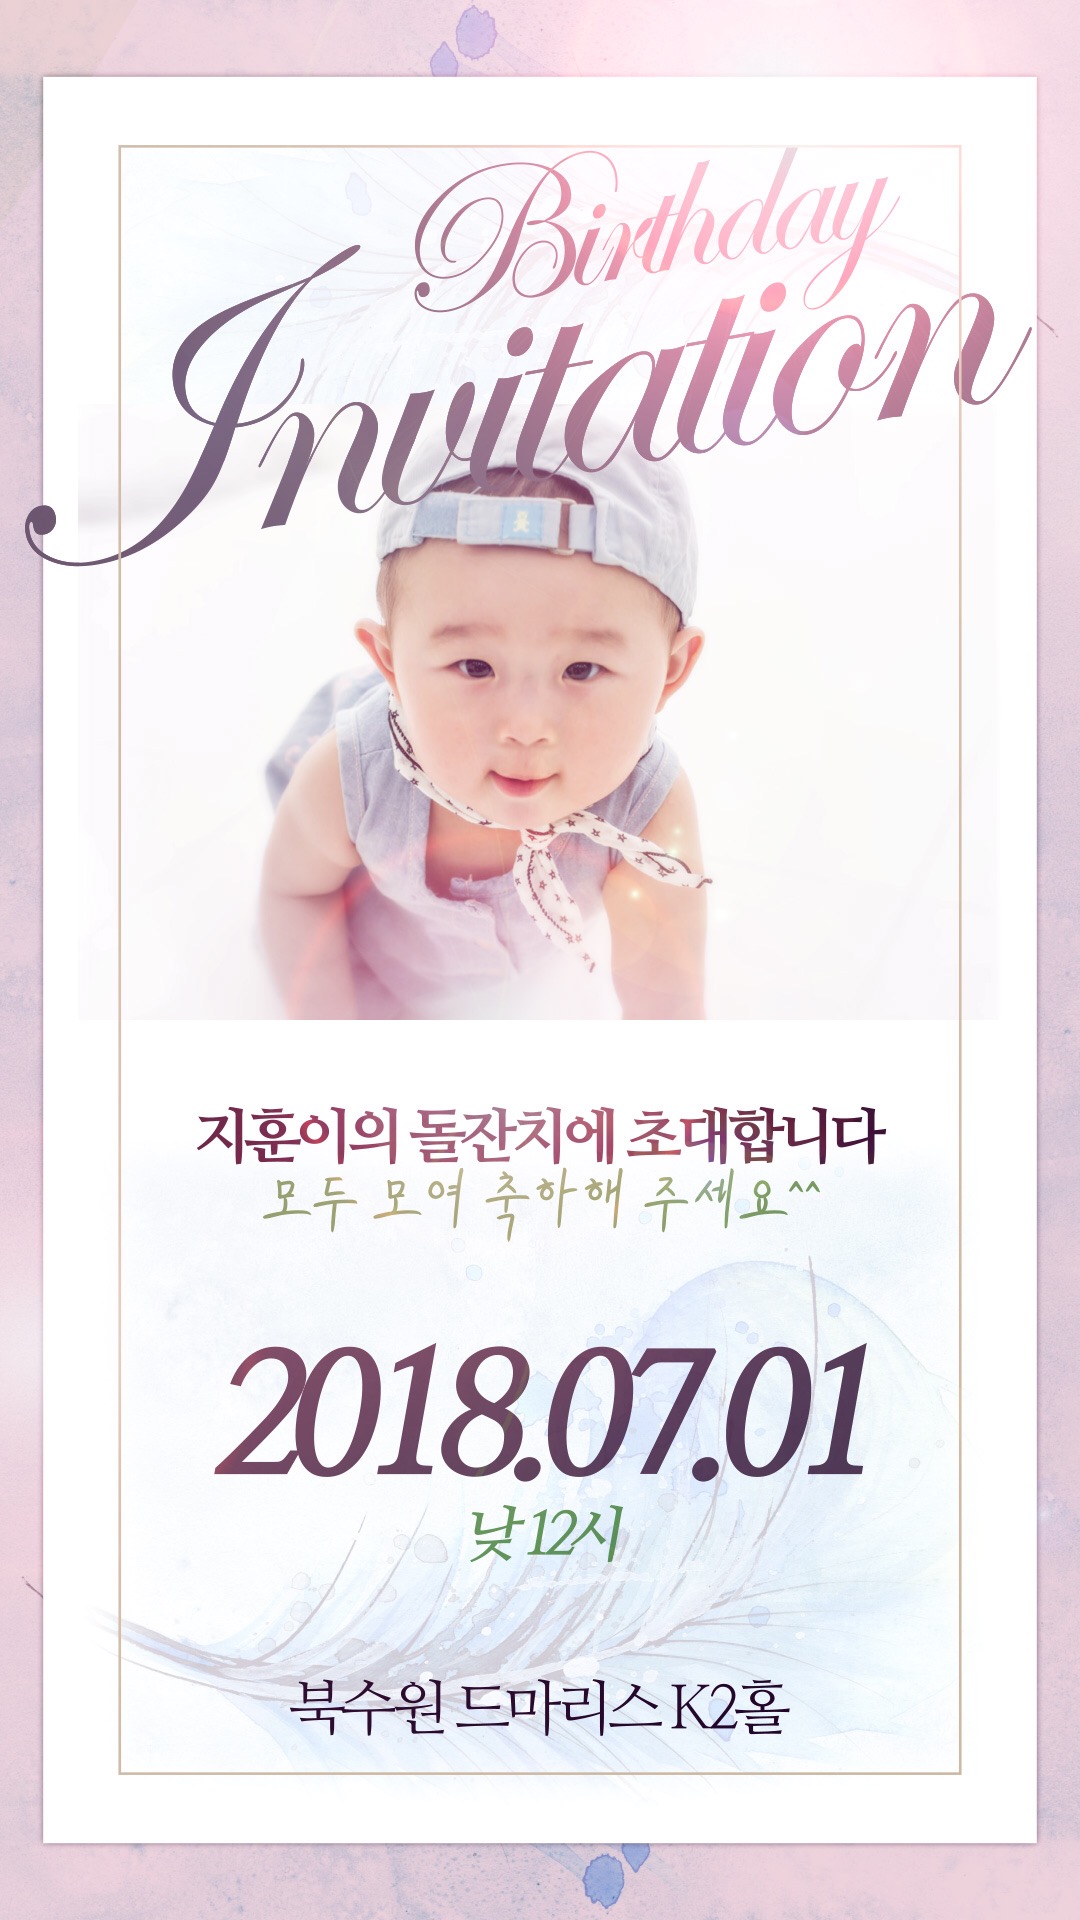 Birthday
Invitation
지훈이의 돌잔치에 초대합니다
모두 모여 축하해 주세요^^
2018.07.01
낮 12시
북수원 드마리스 K2홀